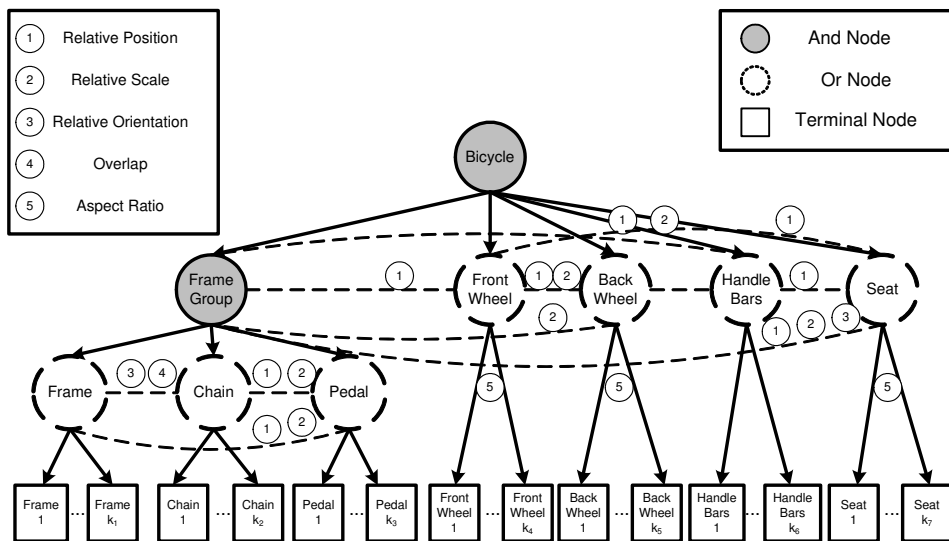 1 Relative Position
2 Relative Scale
3 Relative Orientation
4 Overlap
5 Aspect Ratio
And Node
Or Node
Terminal Node
Bicycle
1 2 1
Frame
Group
1
Front
Wheel
1 2
Back
Wheel
Handle
Bars
1
Seat
2
1 2 3
Frame
3 4
Chain
1 2
Pedal
1 2
5
5
5
Frame
1
...
Frame
k1
Chain
1
...
Chain
k2
Pedal
1
...
Pedal
k3
Front
Wheel
1
...
Front
Wheel
k4
Back
Wheel
1
...
Back
Wheel
k5
Handle
Bars
1
...
Handle
Bars
k6
Seat
1
...
Seat
k7